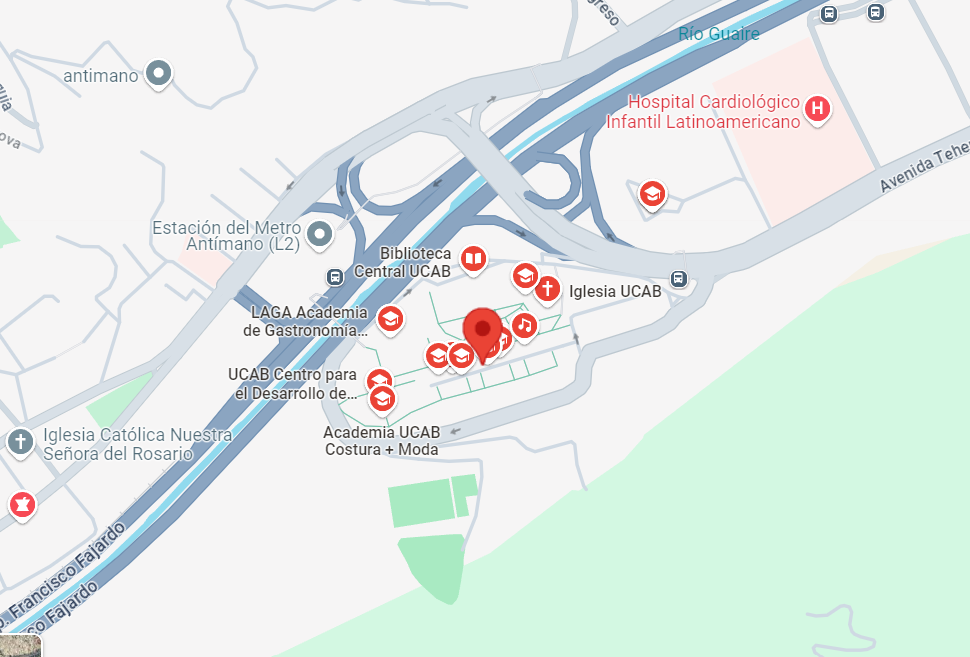 Río Guaire
antimano
Hospital Cardiológico
Infantil Latinoamericano
Avenida Tehe
Estación del Metro
Antímano (L2)
Biblioteca
Central UCAB
Iglesia UCAB
LAGA Academia
de Gastronomía...
UCAB Centro para
el Desarrollo de...
Academia UCAB
Costura + Moda
Iglesia Católica Nuestra
Señora del Rosario
p. Francisco Fajardo
co Fajardo
H